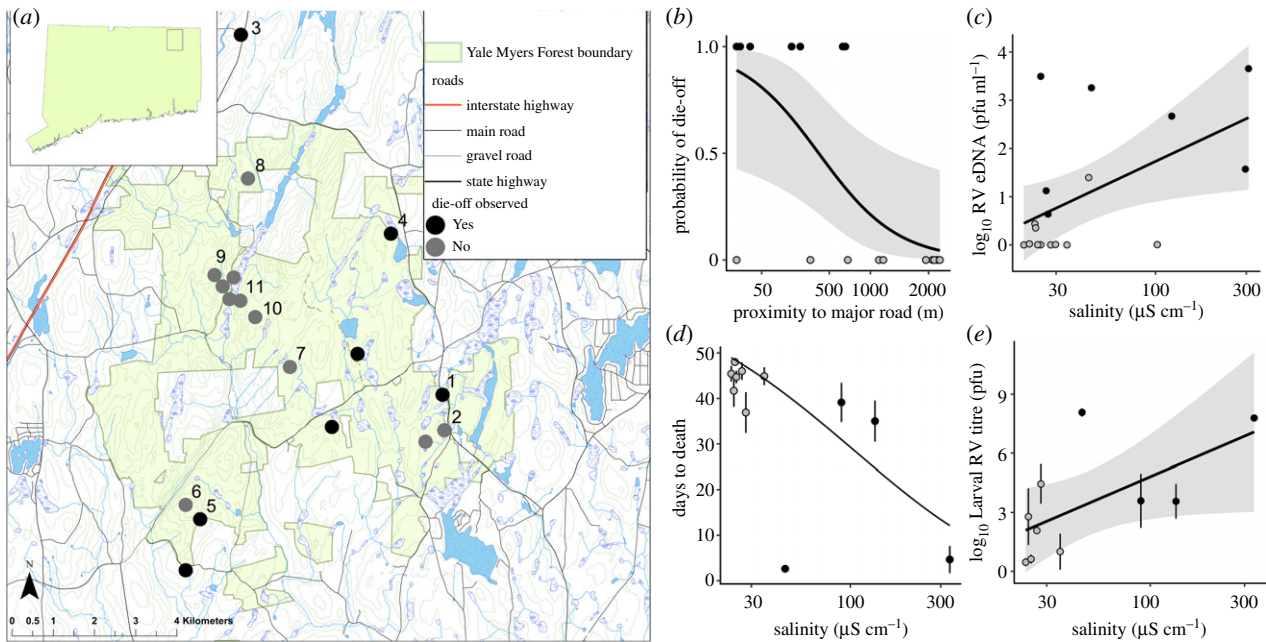 (a)
3
8
4
9
11
10
7
1
2
6
5
N
0 0.5 1 2 3 4 Kilometers
Yale Myers Forest boundary
roads
interstate highway
main road
gravel road
state highway
die-off observed
Yes
No
(b)
probability of die-off
1.0
0.5
0
50 500 1000 2000
proximity to major road (m)
(c)
log10 RV eDNA (pfu ml−1)
4
3
2
1
0
30 100 300
salinity (µS cm−1)
(d)
days to death
50
40
30
20
10
0
30 100 300
salinity (µS cm−1)
(e)
log10 Larval RV titre (pfu)
9
6
3
0
30 100 300
salinity (µS cm−1)